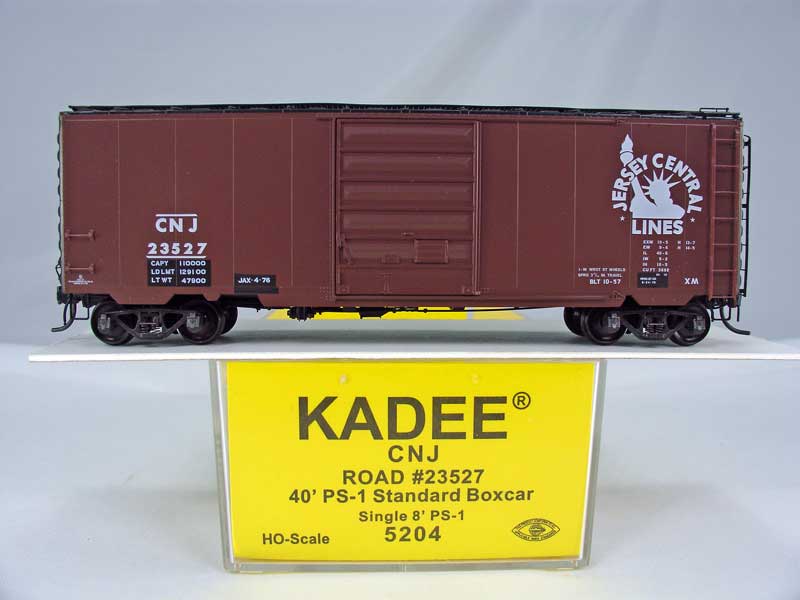 CNJ
23527
CAPY 110000
LD LMT 129100
LT WT 47900
JAX-4-76
JERSEY CENTRAL
LINES
BLT 10-57
XM
KADEE®
CNJ
ROAD #23527
40' PS-1 Standard Boxcar
Single 8' PS-1
HO-Scale 5204